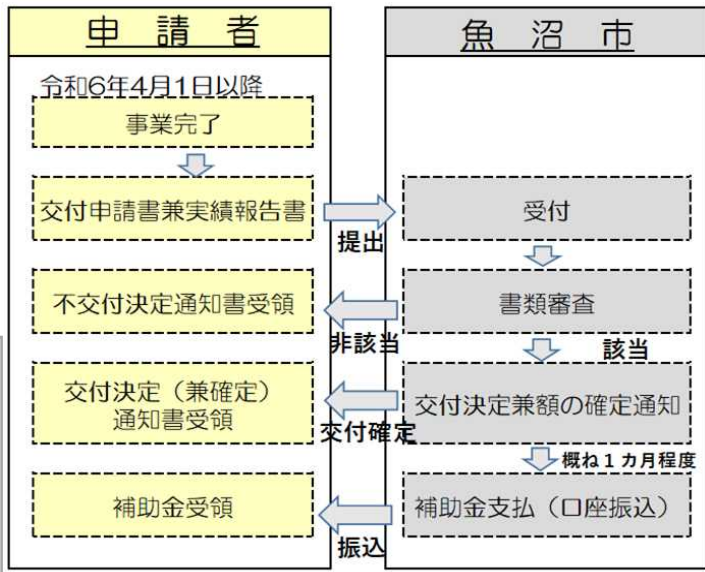 申請者
魚沼市
令和6年4月1日以降
事業完了
交付申請書兼実績報告書
提出
受付
不交付決定通知書受領
非該当
書類審査
該当
交付決定（兼確定）
通知書受領
交付確定
交付決定兼額の確定通知
概ね１カ月程度
補助金受領
振込
補助金支払（口座振込）